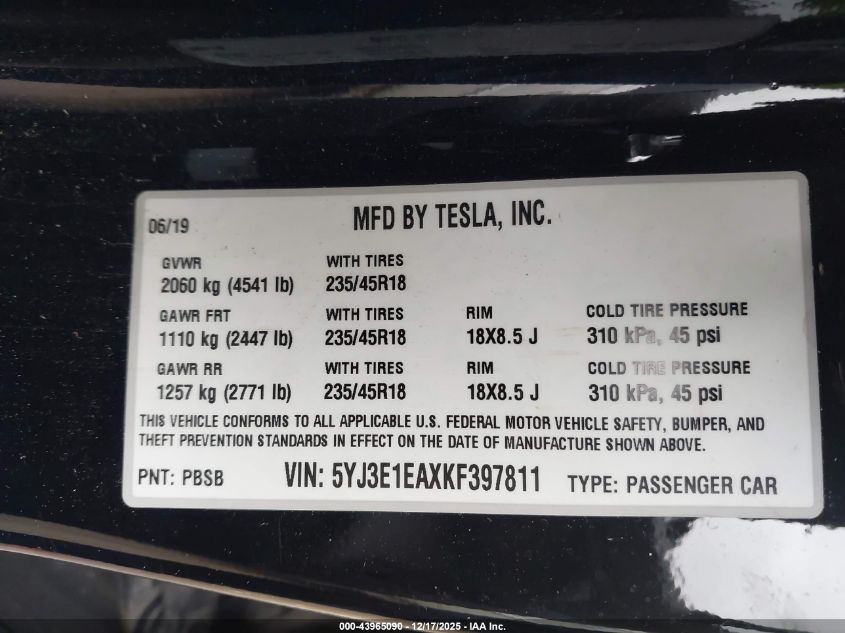 06/19 MFD BY TESLA, INC.
GVWR WITH TIRES
2060 kg (4541 lb) 235/45R18
GAWR FRT WITH TIRES RIM COLD TIRE PRESSURE
1110 kg (2447 lb) 235/45R18 18X8.5 J 310 kPa, 45 psi
GAWR RR WITH TIRES RIM COLD TIRE PRESSURE
1257 kg (2771 lb) 235/45R18 18X8.5 J 310 kPa, 45 psi
THIS VEHICLE CONFORMS TO ALL APPLICABLE U.S. FEDERAL MOTOR VEHICLE SAFETY, BUMPER, AND
THEFT PREVENTION STANDARDS IN EFFECT ON THE DATE OF MANUFACTURE SHOWN ABOVE.
PNT: PBSB VIN: 5YJ3E1EAXKF397811 TYPE: PASSENGER CAR
000-43965090 - 12/17/2025 - IAA Inc.